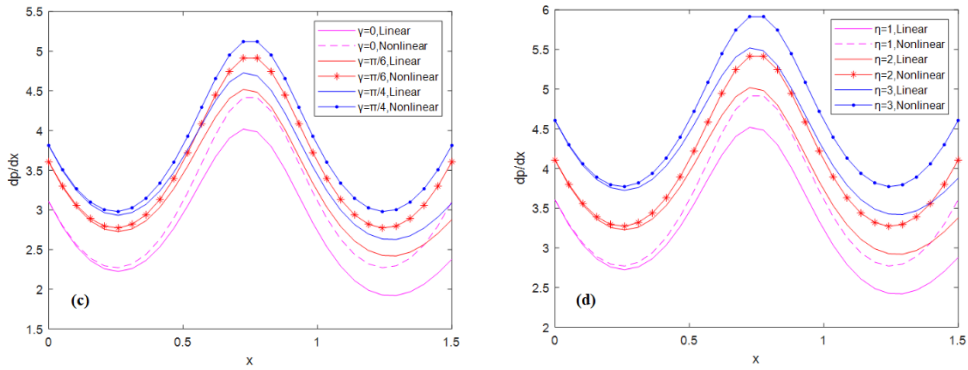 5.5
5
4.5
4
3.5
3
2.5
2
1.5
dp/dx
0
0.5
1
1.5
x
(c)
γ=0,Linear
γ=0,Nonlinear
γ=π/6,Linear
γ=π/6,Nonlinear
γ=π/4,Linear
γ=π/4,Nonlinear
6
5.5
5
4.5
4
3.5
3
2.5
2
dp/dx
0
0.5
1
1.5
x
(d)
η=1,Linear
η=1,Nonlinear
η=2,Linear
η=2,Nonlinear
η=3,Linear
η=3,Nonlinear